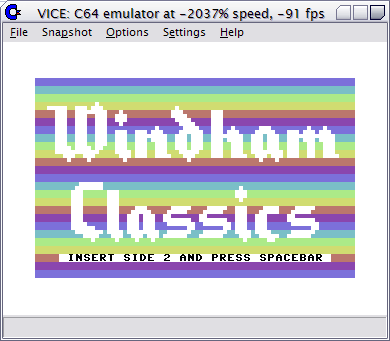 VICE: C64 emulator at -2037% speed, -91 fps
File Snapshot Options Settings Help
Windham
Classics
INSERT SIDE 2 AND PRESS SPACEBAR